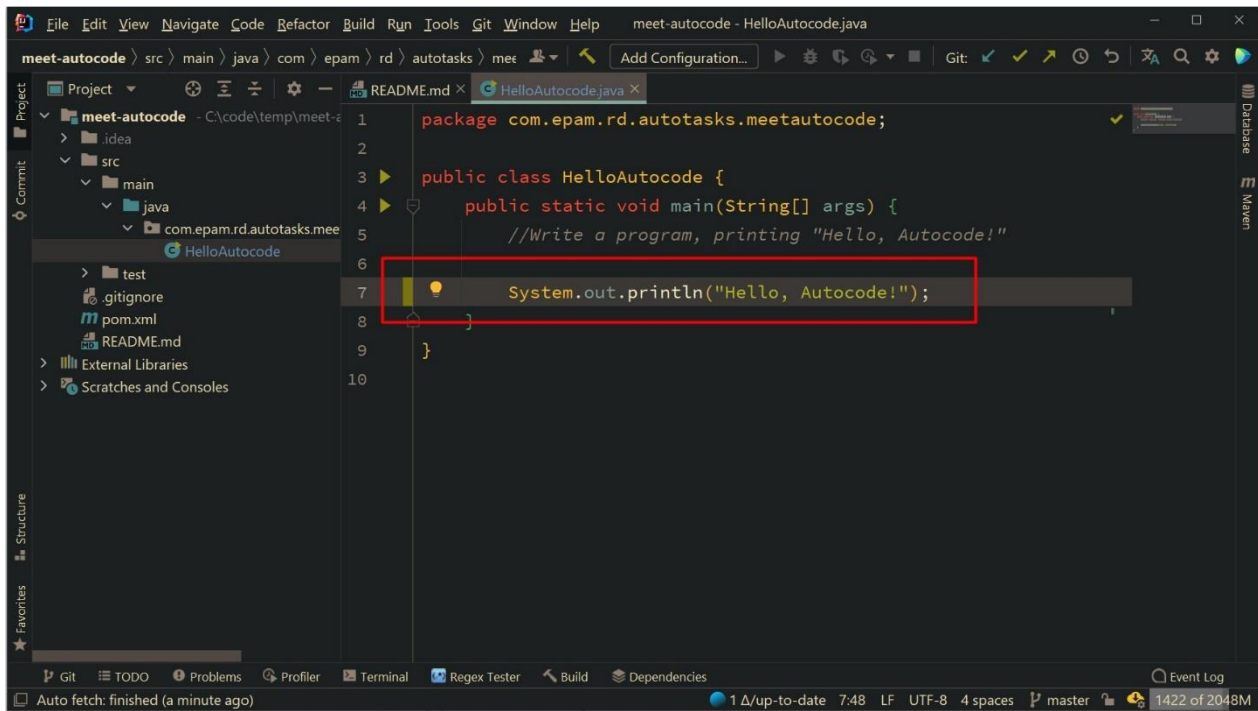 File Edit View Navigate Code Refactor Build Run Tools Git Window Help meet-autocode - HelloAutocode.java
meet-autocode src main java com epam rd autotasks mee Add Configuration... Git:
Project
README.md HelloAutocode.java
meet-autocode - C:\code\temp\meet-a
.idea
src
main
java
com.epam.rd.autotasks.mee
HelloAutocode
test
.gitignore
pom.xml
README.md
External Libraries
Scratches and Consoles
1 package com.epam.rd.autotasks.meetautocode;
2
3 public class HelloAutocode {
4 public static void main(String[] args) {
5 //Write a program, printing "Hello, Autocode!"
6
7 System.out.println("Hello, Autocode!");
8 }
9 }
10
Project
Commit
Structure
Favorites
Database
Maven
Git TODO Problems Profiler Terminal Regex Tester Build Dependencies Event Log
Auto fetch: finished (a minute ago) 1 Δ/up-to-date 7:48 LF UTF-8 4 spaces master 1422 of 2048M